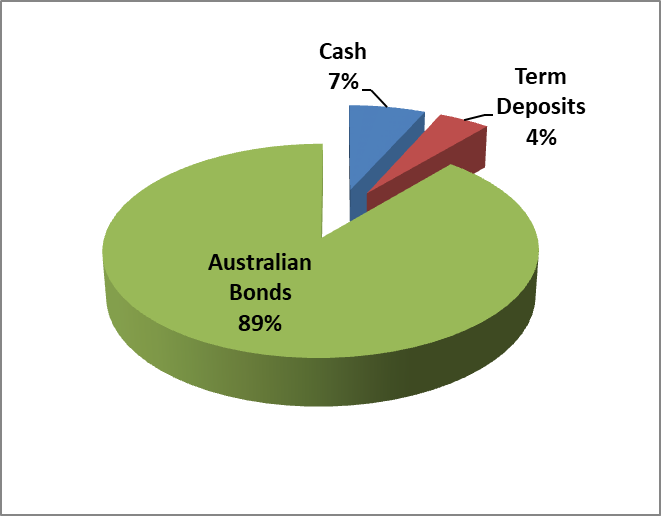 Cash
7%
Term
Deposits
4%
Australian
Bonds
89%